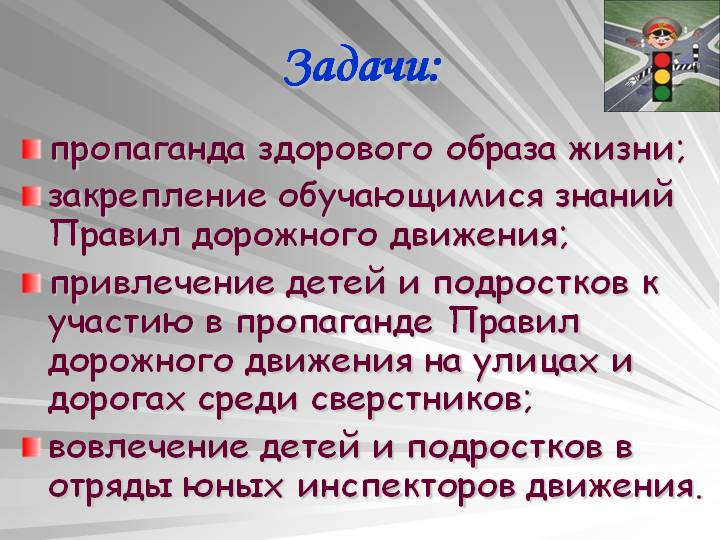 Задачи:
пропаганда здорового образа жизни;
закрепление обучающимися знаний
Правил дорожного движения;
привлечение детей и подростков к
участию в пропаганде Правил
дорожного движения на улицах и
дорогах среди сверстников;
вовлечение детей и подростков в
отряды юных инспекторов движения.